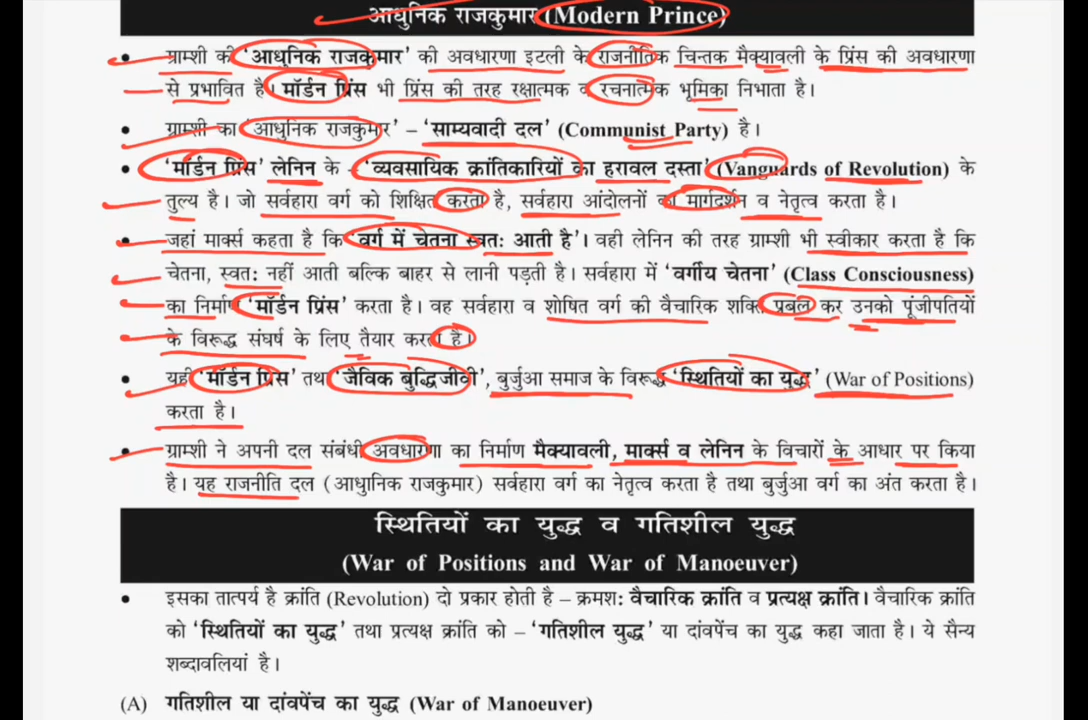 आधुनिक राजकुमार (Modern Prince)
• ग्राम्शी की 'आधूनिक राजकुमार' की अवधारणा इटली के राजनीतिक चिन्तक मैक्यावली के प्रिंस की अवधारणा
से प्रभावित है। मॉर्डन प्रिंस भी प्रिंस की तरह रक्षात्मक व रचनात्मक भूमिका निभाता है।
• ग्राम्शी का 'आधुनिक राजकुमार' – 'साम्यवादी दल' (Communist Party) है।
• 'मॉर्डन प्रिंस' लेनिन के – 'व्यवसायिक क्रांतिकारियों का हरावल दस्ता' (Vanguards of Revolution) के
तुल्य है। जो सर्वहारा वर्ग को शिक्षित करता है, सर्वहारा आंदोलनों का मार्गदर्शन व नेतृत्व करता है।
• जहां मार्क्स कहता है कि 'वर्ग में चेतना स्वत: आती है'। वही लेनिन की तरह ग्राम्शी भी स्वीकार करता है कि
चेतना, स्वत: नहीं आती बल्कि बाहर से लानी पड़ती है। सर्वहारा में 'वर्गीय चेतना' (Class Consciousness)
का निर्माण 'मॉर्डन प्रिंस' करता है। वह सर्वहारा व शोषित वर्ग की वैचारिक शक्ति प्रबल कर उनको पूंजीपतियों
के विरूद्ध संघर्ष के लिए तैयार करता है।
• यही 'मॉर्डन प्रिंस' तथा 'जैविक बुद्धिजीवी', बुर्जुआ समाज के विरूद्ध 'स्थितियों का युद्ध' (War of Positions)
करता है।
• ग्राम्शी ने अपनी दल संबंधी अवधारणा का निर्माण मैक्यावली, मार्क्स व लेनिन के विचारों के आधार पर किया
है। यह राजनीति दल (आधुानिक राजकुमार) सर्वहारा वर्ग का नेतृत्व करता है तथा बुर्जुआ वर्ग का अंत करता है।
स्थितियों का युद्ध व गतिशील युद्ध
(War of Positions and War of Manoeuver)
• इसका तात्पर्य है क्रांति (Revolution) दो प्रकार होती है – क्रमश: वैचारिक क्रांति व प्रत्यक्ष क्रांति। वैचारिक क्रांति
को 'स्थितियों का युद्ध' तथा प्रत्यक्ष क्रांति को – 'गतिशील युद्ध' या दांवपेंच का युद्ध कहा जाता है। ये सैन्य
शब्दावलियां है।
(A) गतिशील या दांवपेंच का युद्ध (War of Manoeuver)